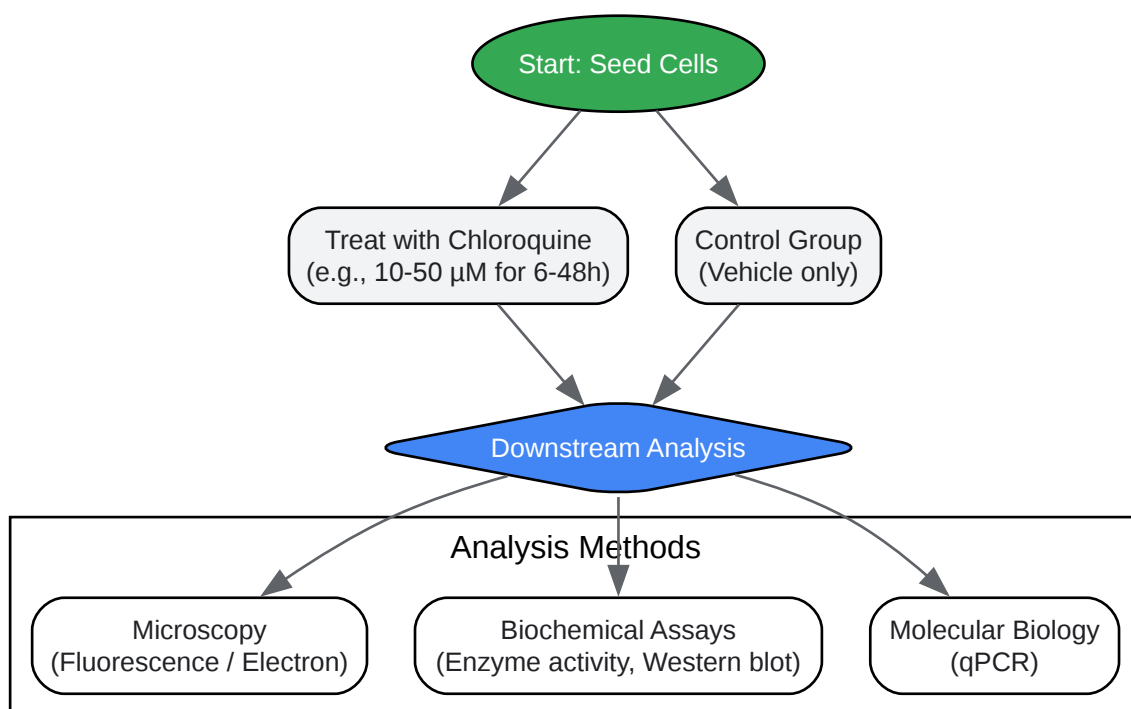 Start: Seed Cells
Treat with Chloroquine
(e.g., 10-50 µM for 6-48h)
Control Group
(Vehicle only)
Downstream Analysis
Analysis Methods
Microscopy
(Fluorescence / Electron)
Biochemical Assays
(Enzyme activity, Western blot)
Molecular Biology
(qPCR)